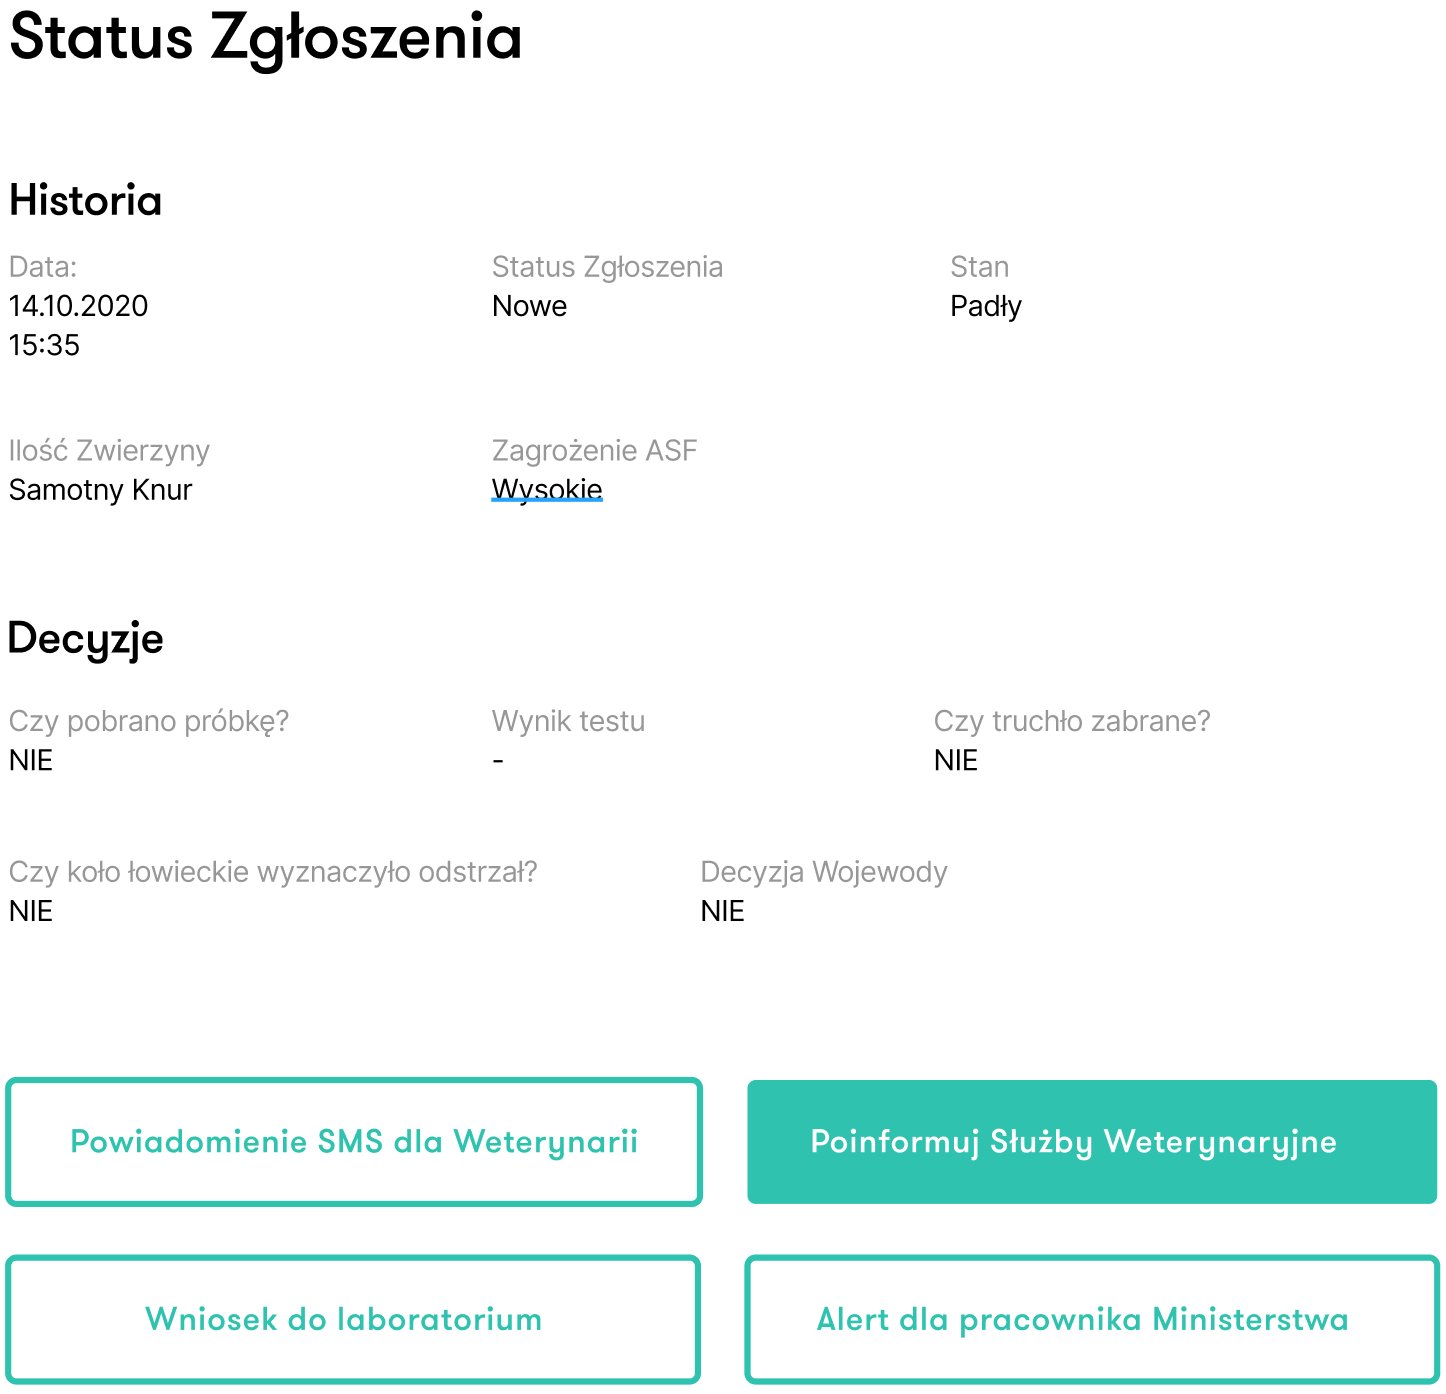 Status Zgłoszenia
Historia
Data:
14.10.2020
15:35
Status Zgłoszenia
Nowe
Stan
Padły
Ilość Zwierzyny
Samotny Knur
Zagrożenie ASF
Wysokie
Decyzje
Czy pobrano próbkę?
NIE
Wynik testu
-
Czy truchło zabrane?
NIE
Czy koło łowieckie wyznaczyło odstrzał?
NIE
Decyzja Wojewody
NIE
Powiadomienie SMS dla Weterynarii
Poinformuj Służby Weterynaryjne
Wniosek do laboratorium
Alert dla pracownika Ministerstwa